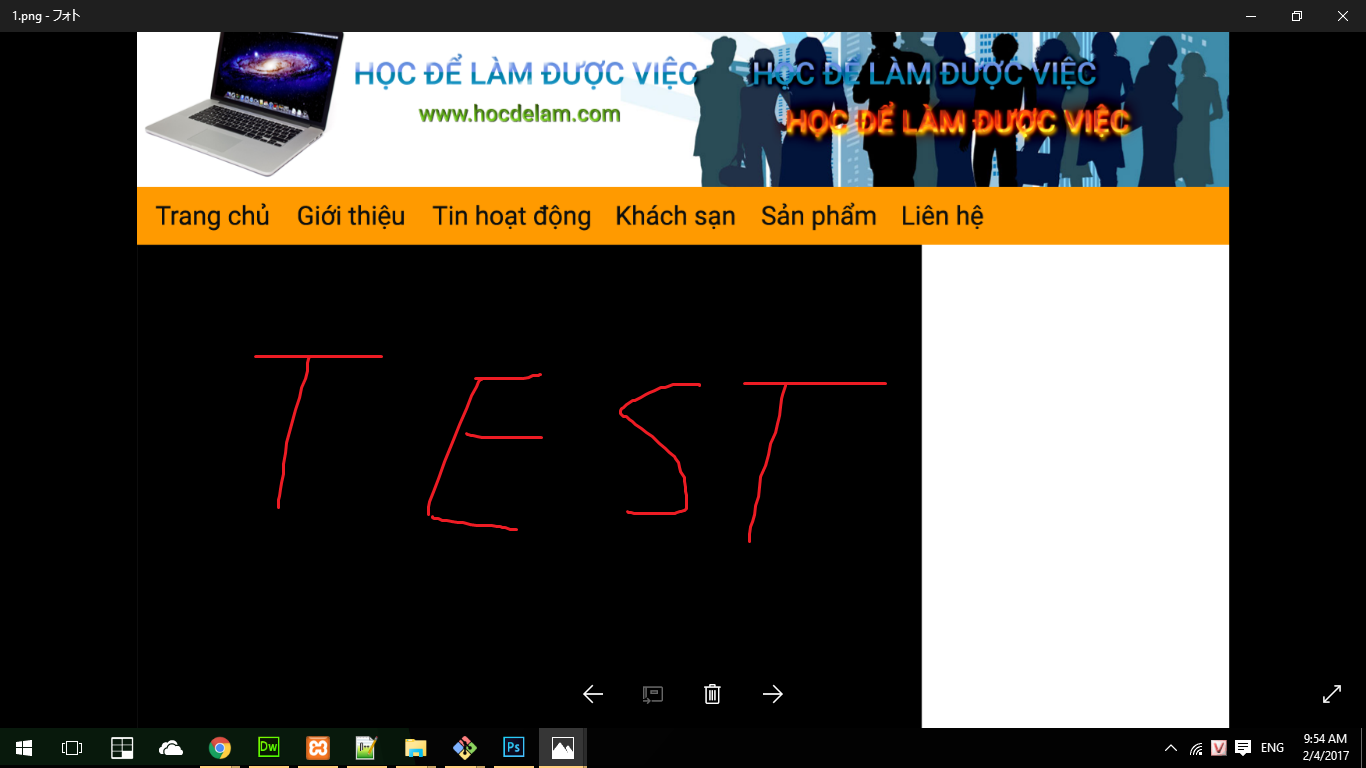 1.png - フォト
HỌC ĐỂ LÀM ĐƯỢC VIỆC
HỌC ĐỂ LÀM ĐƯỢC VIỆC
www.hocdelam.com
HỌC ĐỂ LÀM ĐƯỢC VIỆC
Trang chủ Giới thiệu Tin hoạt động Khách sạn Sản phẩm Liên hệ
TEST
Dw
Ps
V
ENG
9:54 AM
2/4/2017